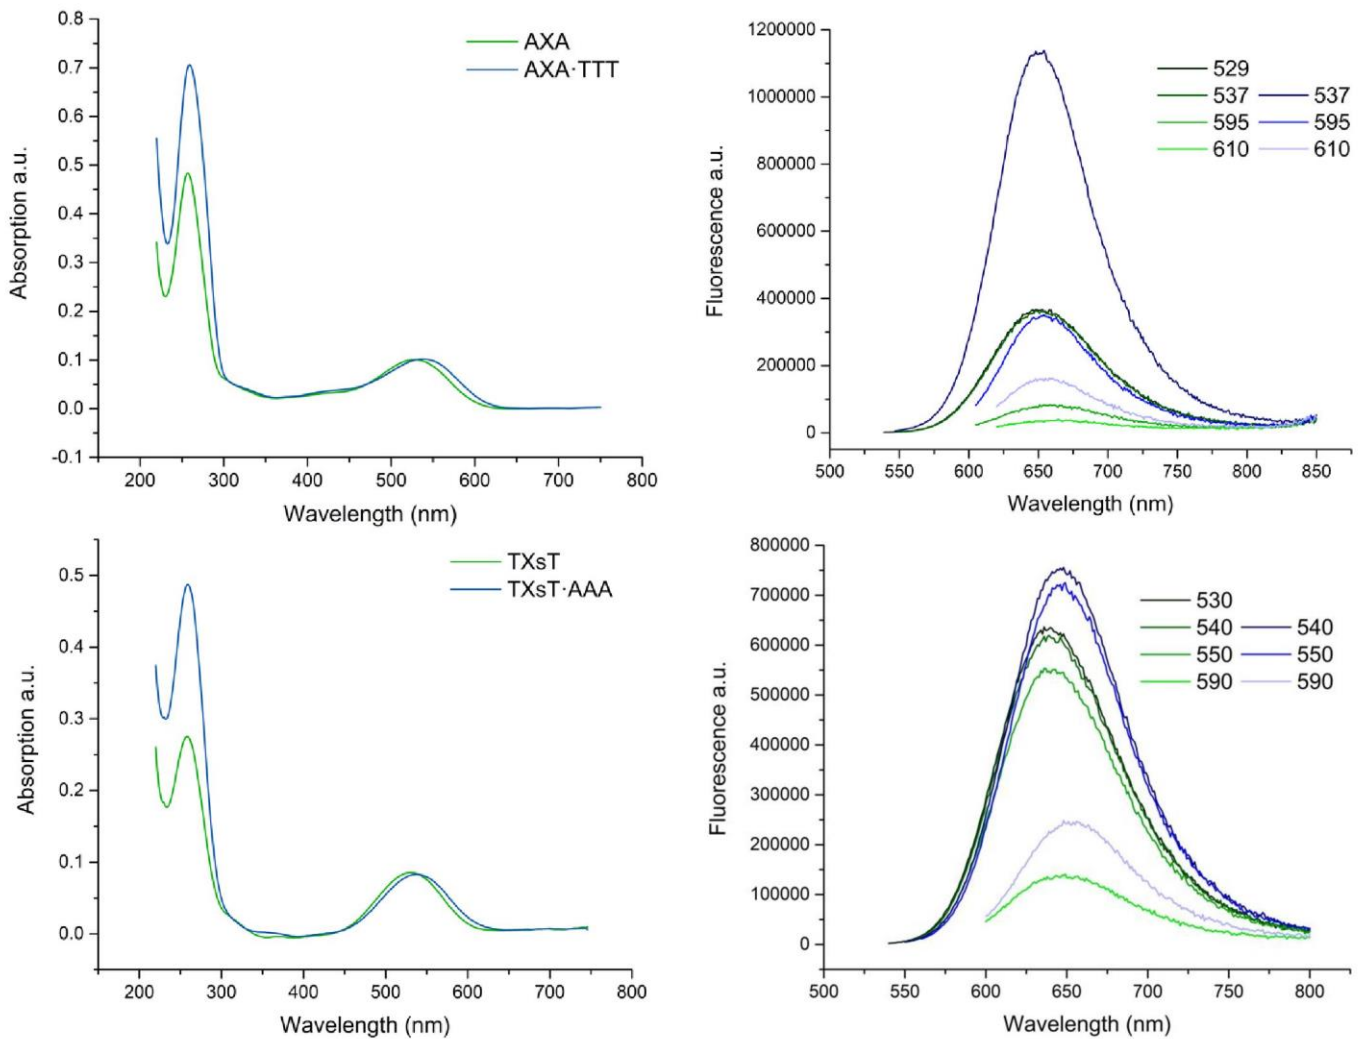 0.8
0.7
0.6
0.5
0.4
0.3
0.2
0.1
0.0
-0.1
Absorption a.u.
AXA
AXA·TTT
200 300 400 500 600 700 800
Wavelength (nm)
1200000
1000000
800000
600000
400000
200000
0
Fluorescence a.u.
529
537 537
595 595
610 610
500 550 600 650 700 750 800 850
Wavelength (nm)
0.5
0.4
0.3
0.2
0.1
0.0
Absorption a.u.
TXsT
TXsT·AAA
200 300 400 500 600 700 800
Wavelength (nm)
800000
700000
600000
500000
400000
300000
200000
100000
0
Fluorescence a.u.
530
540 540
550 550
590 590
500 550 600 650 700 750 800
Wavelength (nm)